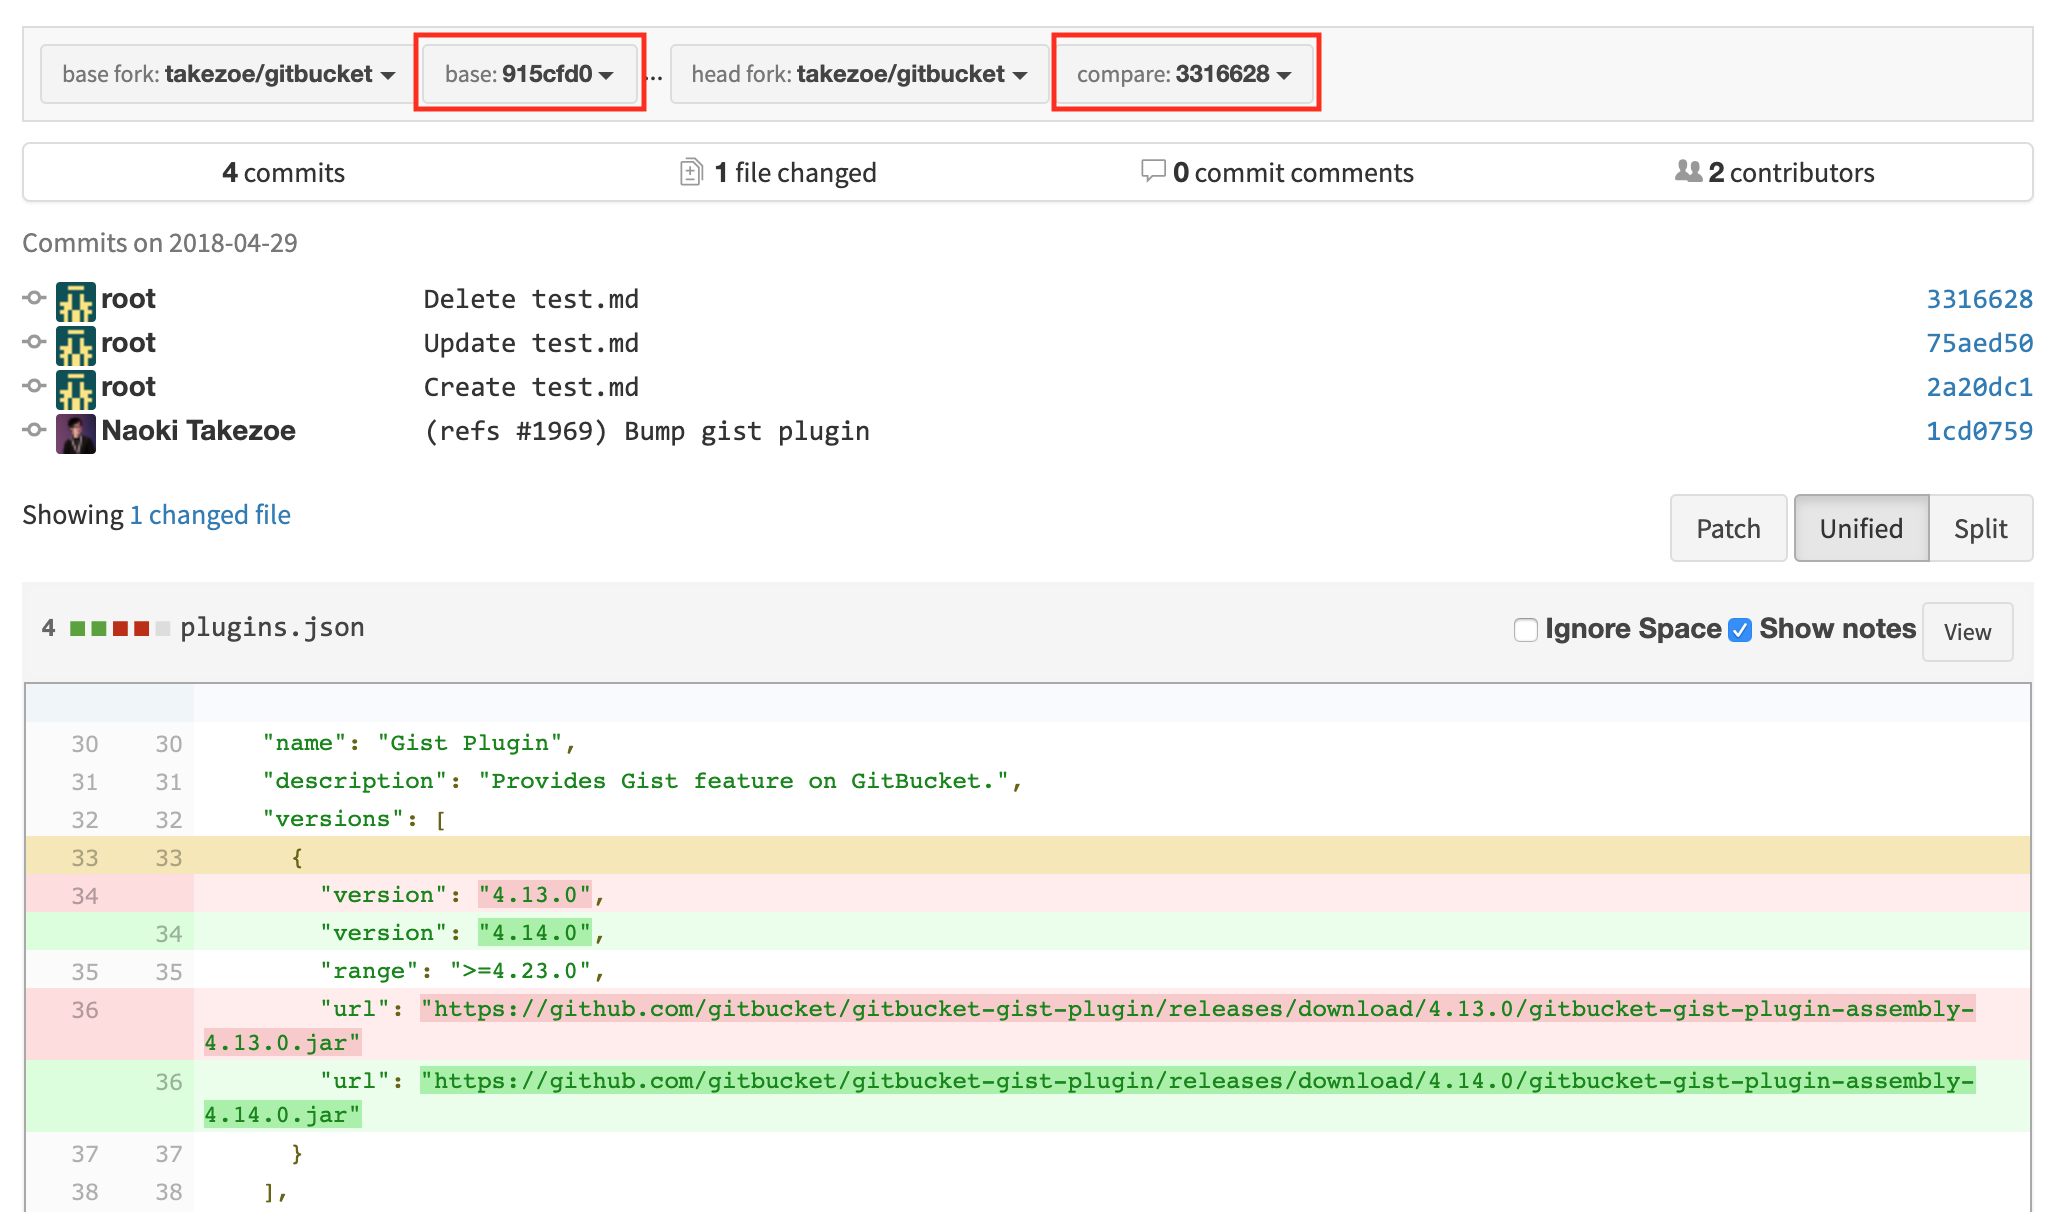 base fork: takezoe/gitbucket base: 915cfd0 ... head fork: takezoe/gitbucket compare: 3316628
4 commits 1 file changed 0 commit comments 2 contributors
Commits on 2018-04-29
root Delete test.md 3316628
root Update test.md 75aed50
root Create test.md 2a20dc1
Naoki Takezoe (refs #1969) Bump gist plugin 1cd0759
Showing 1 changed file Patch Unified Split
4 plugins.json Ignore Space Show notes View
30 30 "name": "Gist Plugin",
31 31 "description": "Provides Gist feature on GitBucket.",
32 32 "versions": [
33 33 {
34 "version": "4.13.0",
34 "version": "4.14.0",
35 35 "range": ">=4.23.0",
36 "url": "https://github.com/gitbucket/gitbucket-gist-plugin/releases/download/4.13.0/gitbucket-gist-plugin-assembly-
4.13.0.jar"
36 "url": "https://github.com/gitbucket/gitbucket-gist-plugin/releases/download/4.14.0/gitbucket-gist-plugin-assembly-
4.14.0.jar"
37 37 }
38 38 ],